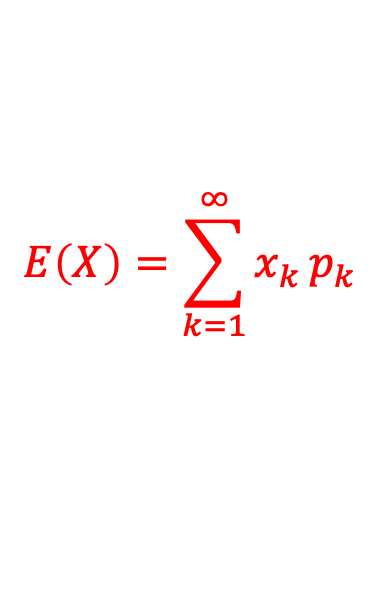 E(X) = ∑_{k=1}^{∞} x_k p_k